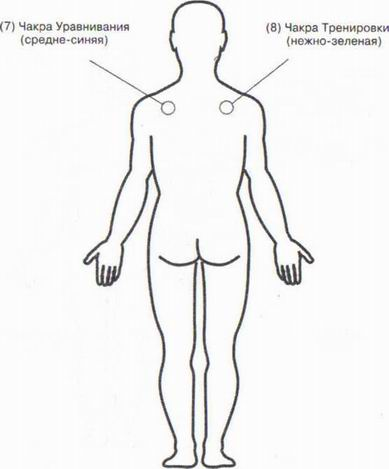 (7) Чакра Уравнивания
(средне-синяя)
(8) Чакра Тренировки
(нежно-зеленая)